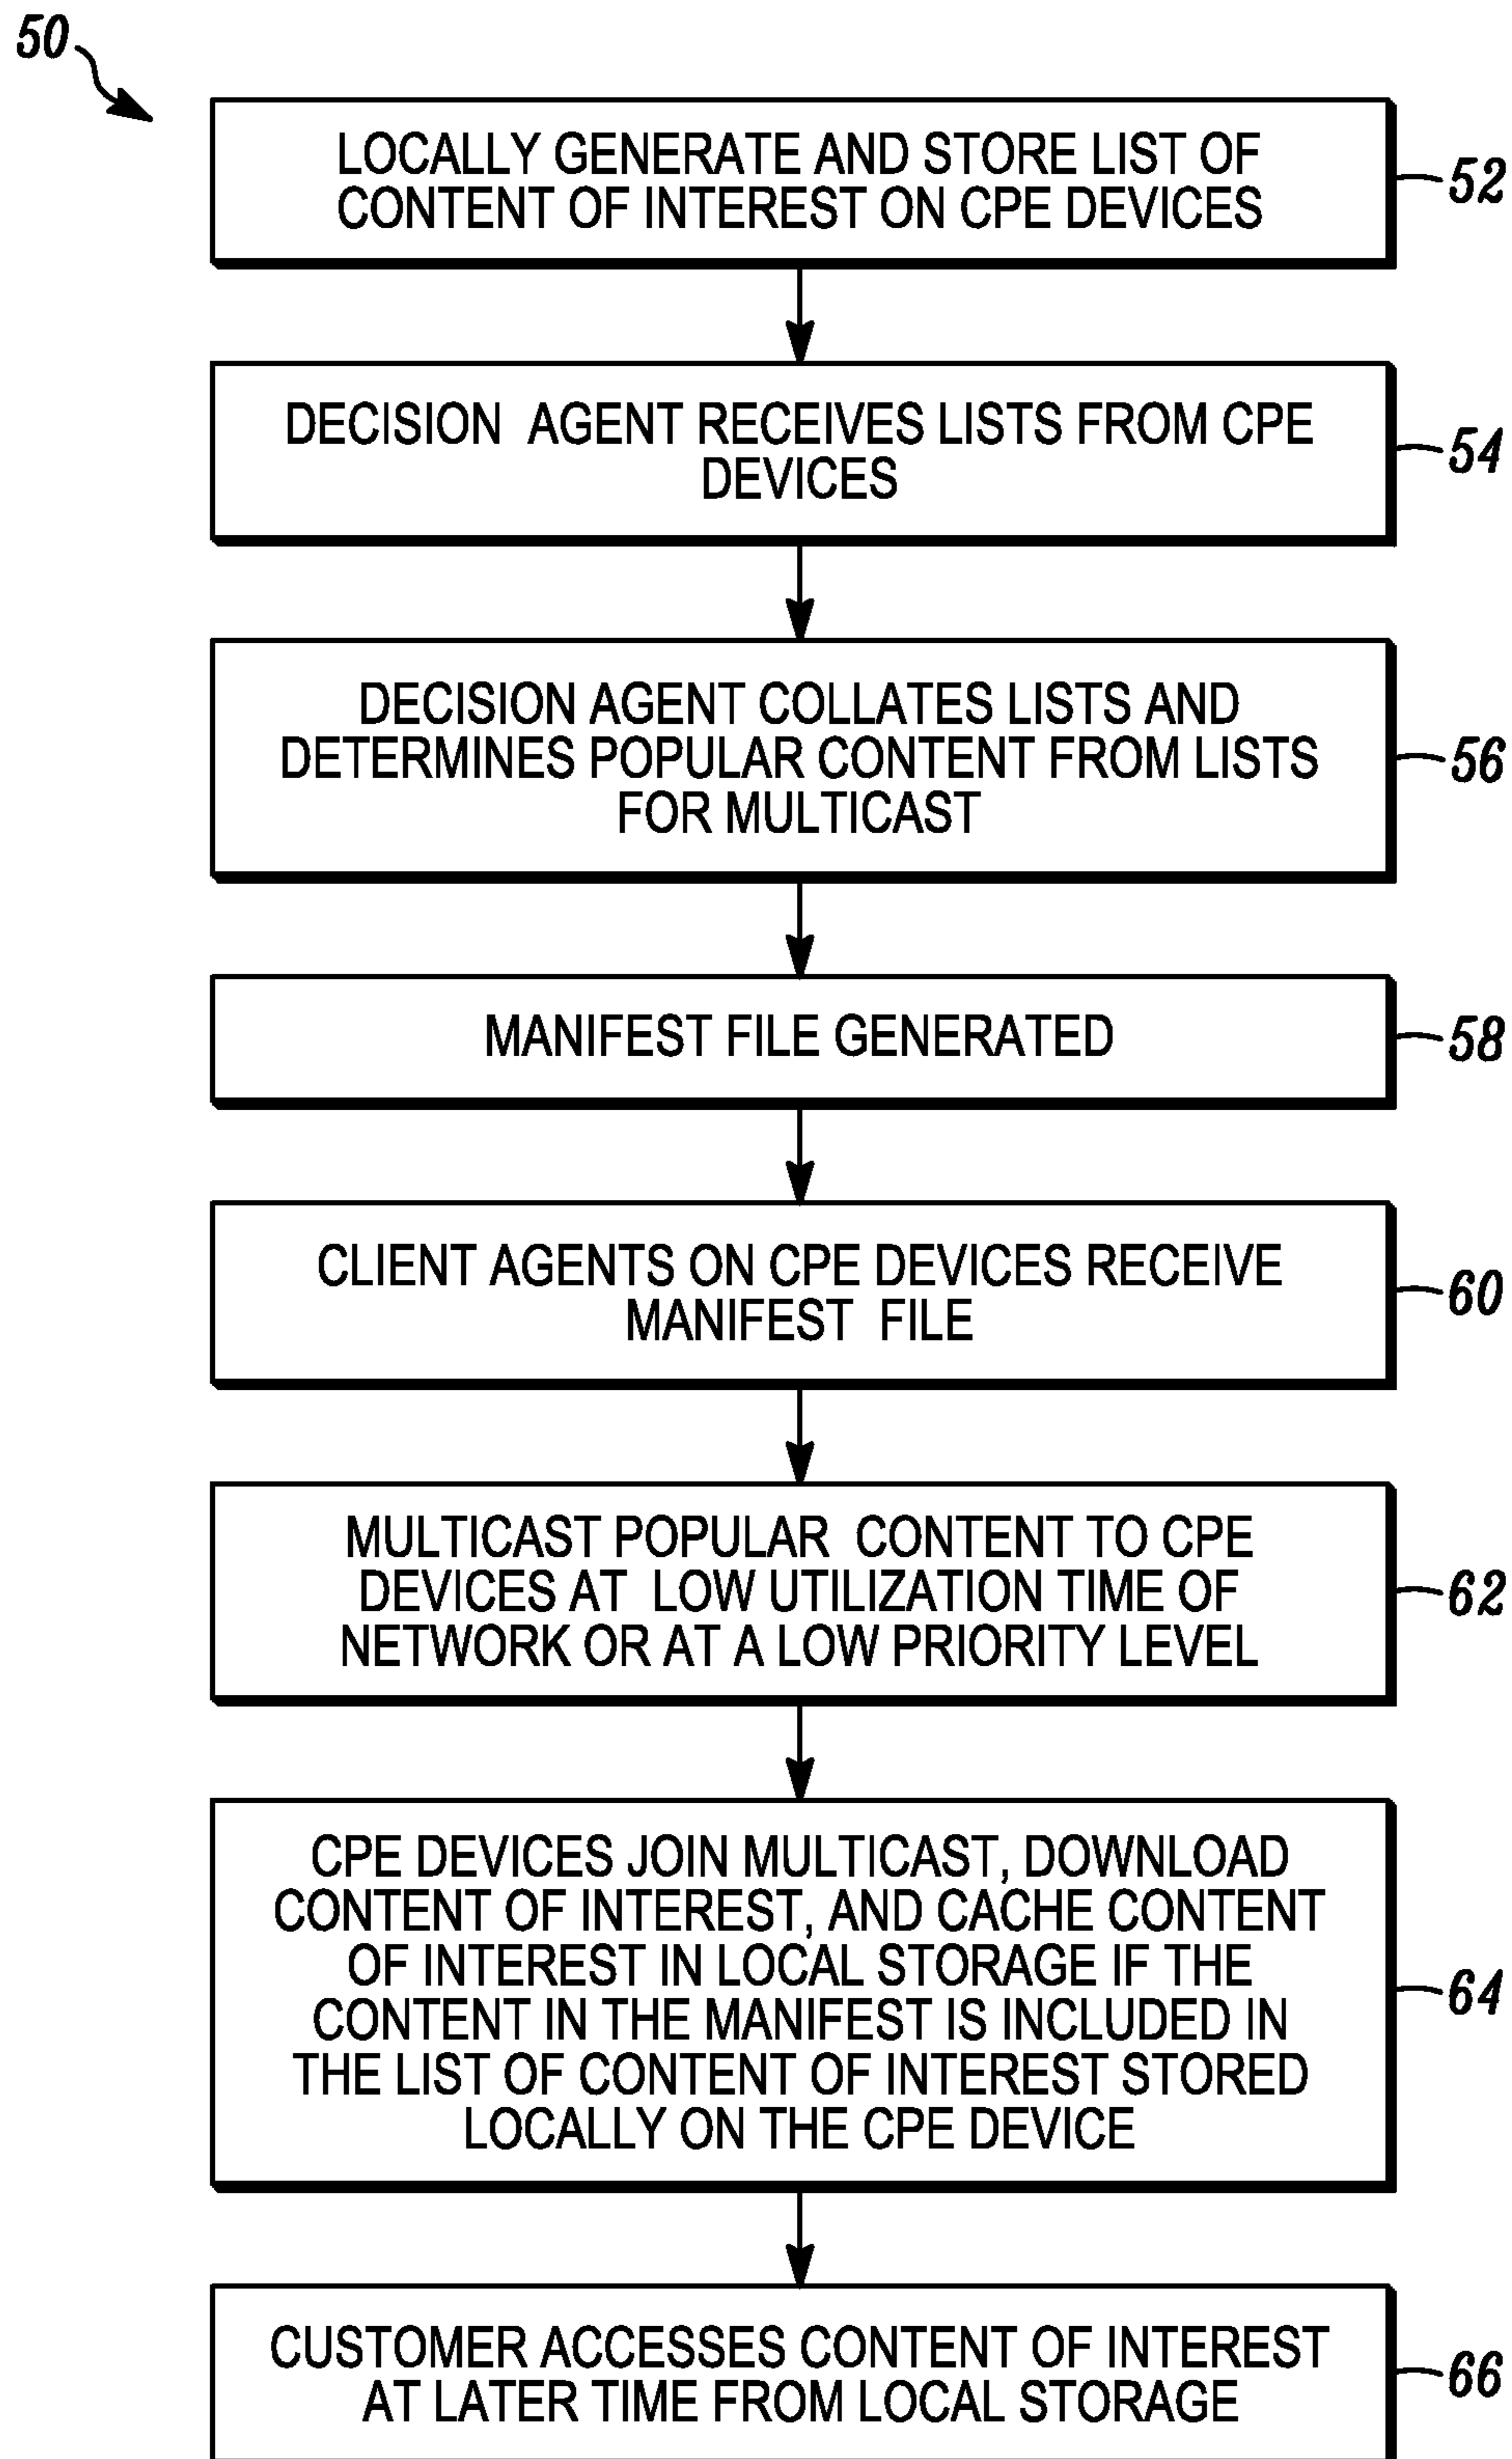 50
LOCALLY GENERATE AND STORE LIST OF
CONTENT OF INTEREST ON CPE DEVICES
52
DECISION AGENT RECEIVES LISTS FROM CPE
DEVICES
54
DECISION AGENT COLLATES LISTS AND
DETERMINES POPULAR CONTENT FROM LISTS
FOR MULTICAST
56
MANIFEST FILE GENERATED
58
CLIENT AGENTS ON CPE DEVICES RECEIVE
MANIFEST FILE
60
MULTICAST POPULAR CONTENT TO CPE
DEVICES AT LOW UTILIZATION TIME OF
NETWORK OR AT A LOW PRIORITY LEVEL
62
CPE DEVICES JOIN MULTICAST, DOWNLOAD
CONTENT OF INTEREST, AND CACHE CONTENT
OF INTEREST IN LOCAL STORAGE IF THE
CONTENT IN THE MANIFEST IS INCLUDED IN
THE LIST OF CONTENT OF INTEREST STORED
LOCALLY ON THE CPE DEVICE
64
CUSTOMER ACCESSES CONTENT OF INTEREST
AT LATER TIME FROM LOCAL STORAGE
66